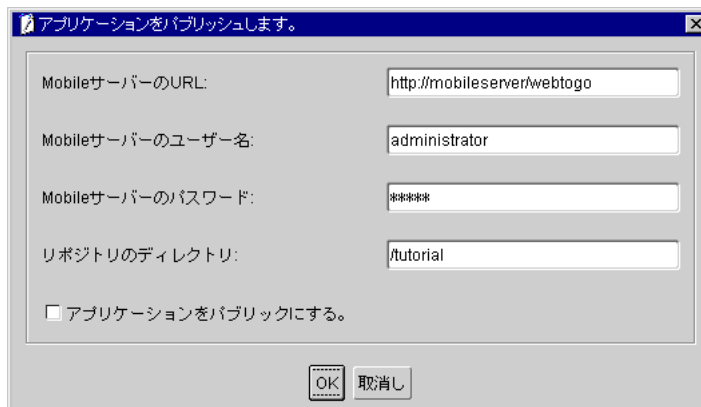 アプリケーションをパブリッシュします。
MobileサーバーのURL: http://mobileserver/webtogo
Mobileサーバーのユーザー名: administrator
Mobileサーバーのパスワード: *****
リポジトリのディレクトリ: /tutorial
アプリケーションをパブリックにする。
OK 取消し